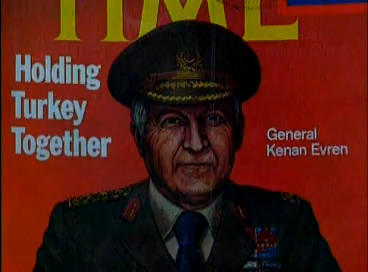 TIME
Holding
Turkey
Together
General
Kenan Evren